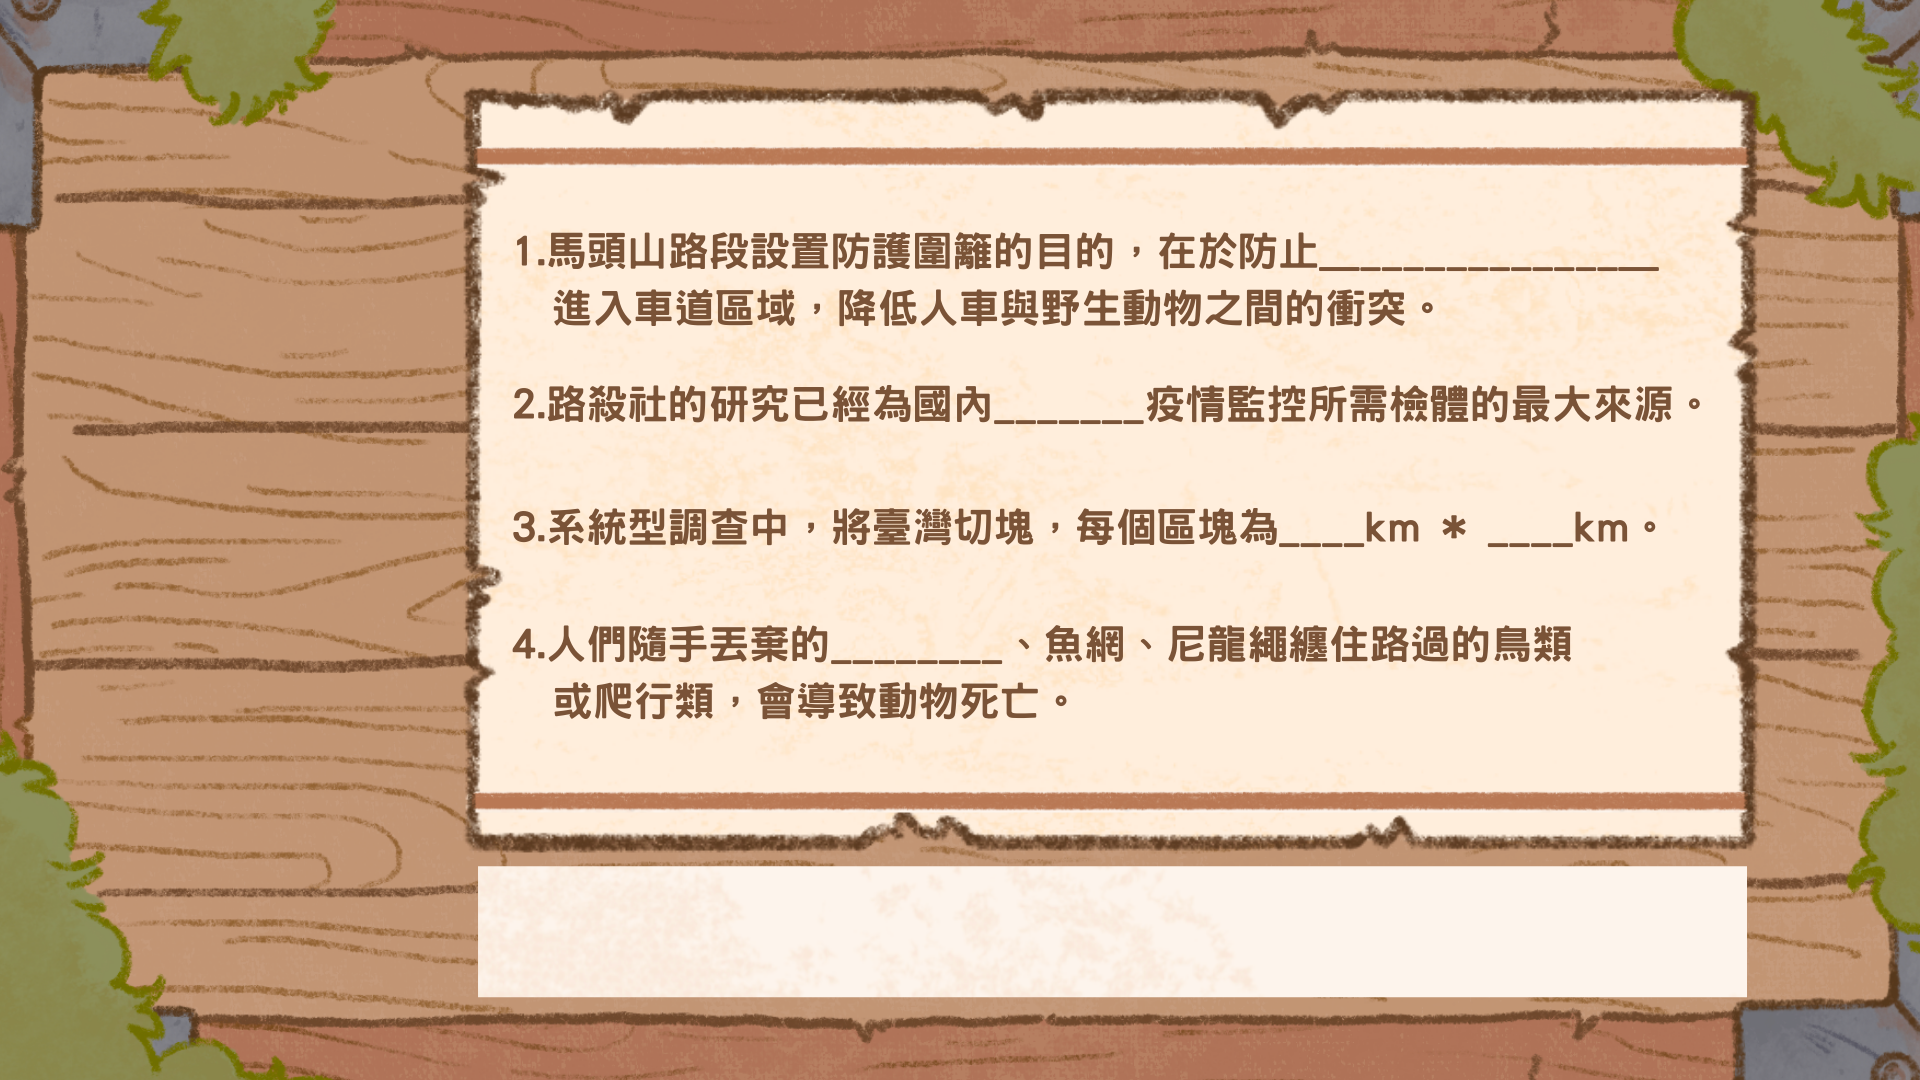 1.馬頭山路段設置防護圍籬的目的，在於防止________________
進入車道區域，降低人車與野生動物之間的衝突。
2.路殺社的研究已經為國內_______疫情監控所需檢體的最大來源。
3.系統型調查中，將臺灣切塊，每個區塊為____km * ____km。
4.人們隨手丟棄的________、魚網、尼龍繩纏住路過的鳥類
或爬行類，會導致動物死亡。